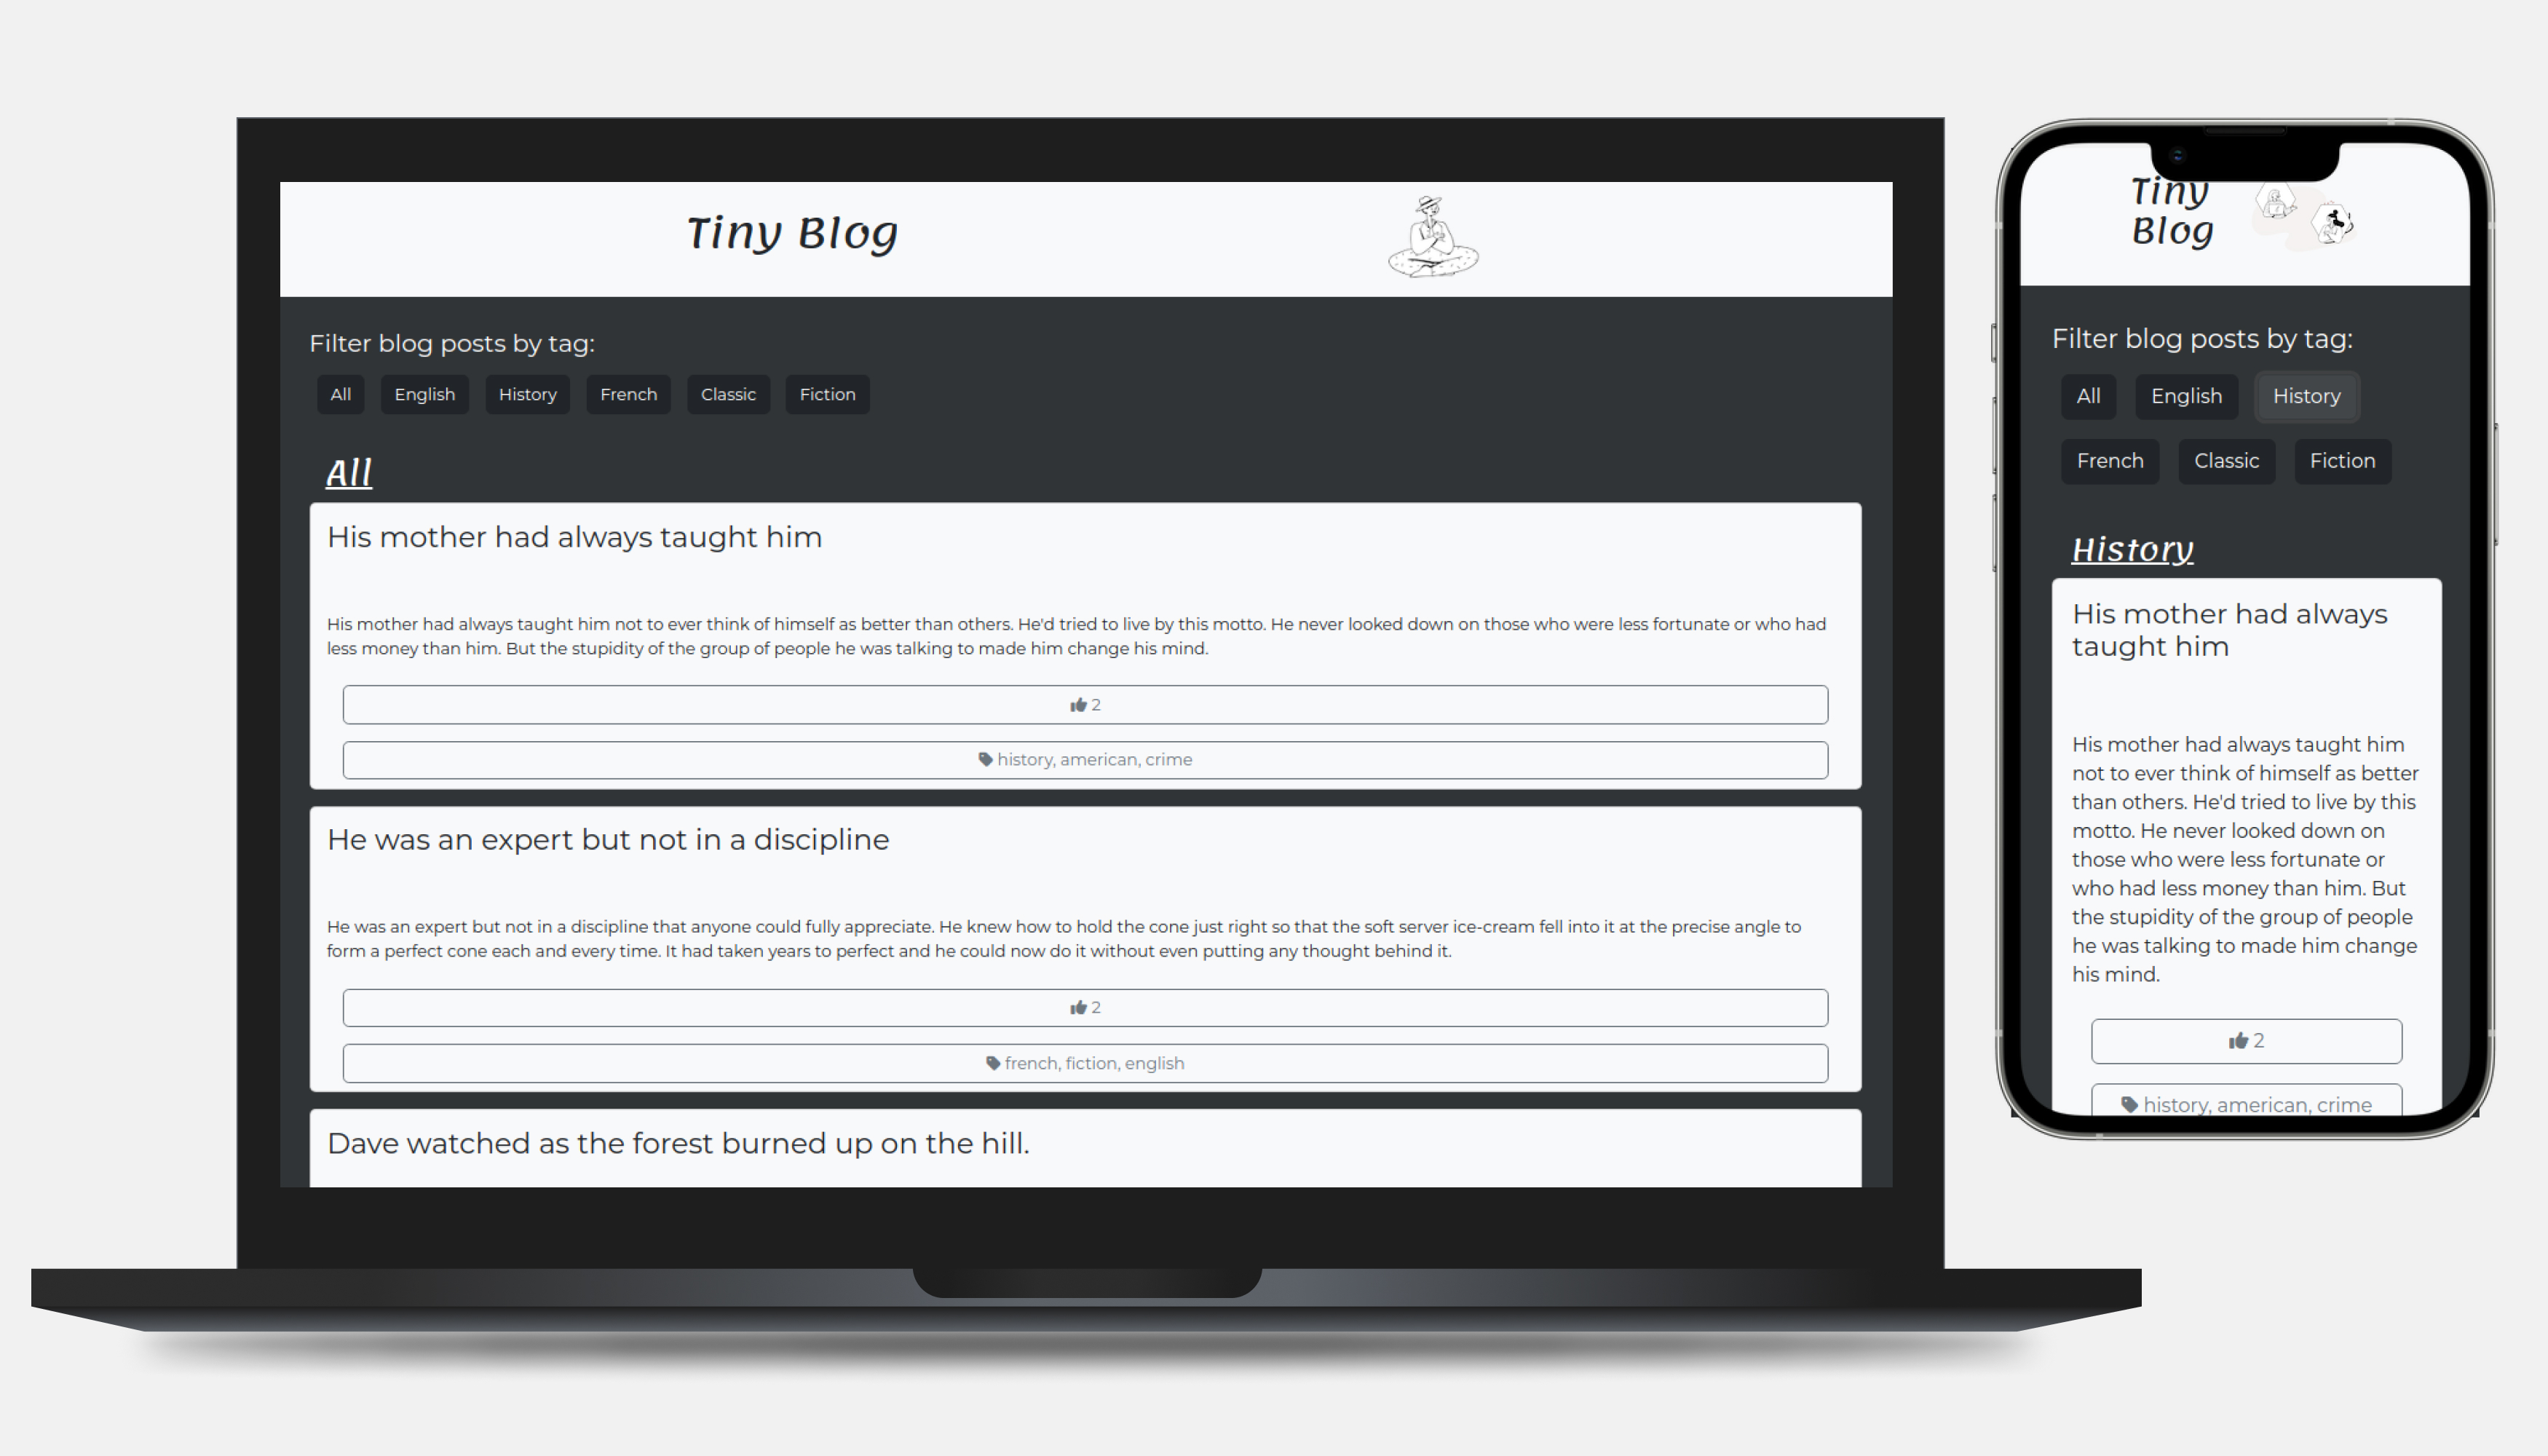 Tiny Blog
Filter blog posts by tag:
All English History French Classic Fiction
All
His mother had always taught him
His mother had always taught him not to ever think of himself as better than others. He'd tried to live by this motto. He never looked down on those who were less fortunate or who had
less money than him. But the stupidity of the group of people he was talking to made him change his mind.
2
history, american, crime
He was an expert but not in a discipline
He was an expert but not in a discipline that anyone could fully appreciate. He knew how to hold the cone just right so that the soft server ice-cream fell into it at the precise angle to
form a perfect cone each and every time. It had taken years to perfect and he could now do it without even putting any thought behind it.
2
french, fiction, english
Dave watched as the forest burned up on the hill.
Tiny
Blog
Filter blog posts by tag:
All English History
French Classic Fiction
History
His mother had always
taught him
His mother had always taught him
not to ever think of himself as better
than others. He'd tried to live by this
motto. He never looked down on
those who were less fortunate or
who had less money than him. But
the stupidity of the group of people
he was talking to made him change
his mind.
2
history, american, crime